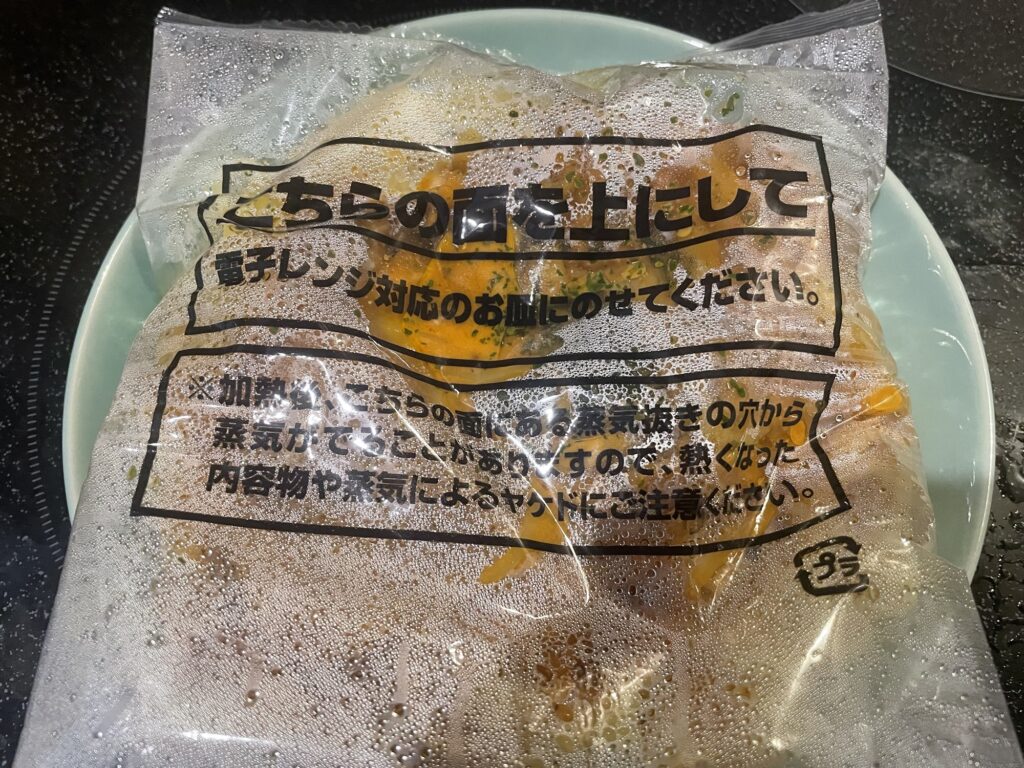 こちらの面を上にして
電子レンジ対応のお皿にのせてください。
※加熱後、こちらの面にある蒸気抜きの穴から
蒸気がでることがありますので、熱くなった
内容物や蒸気によるヤケドにご注意ください。
プラ